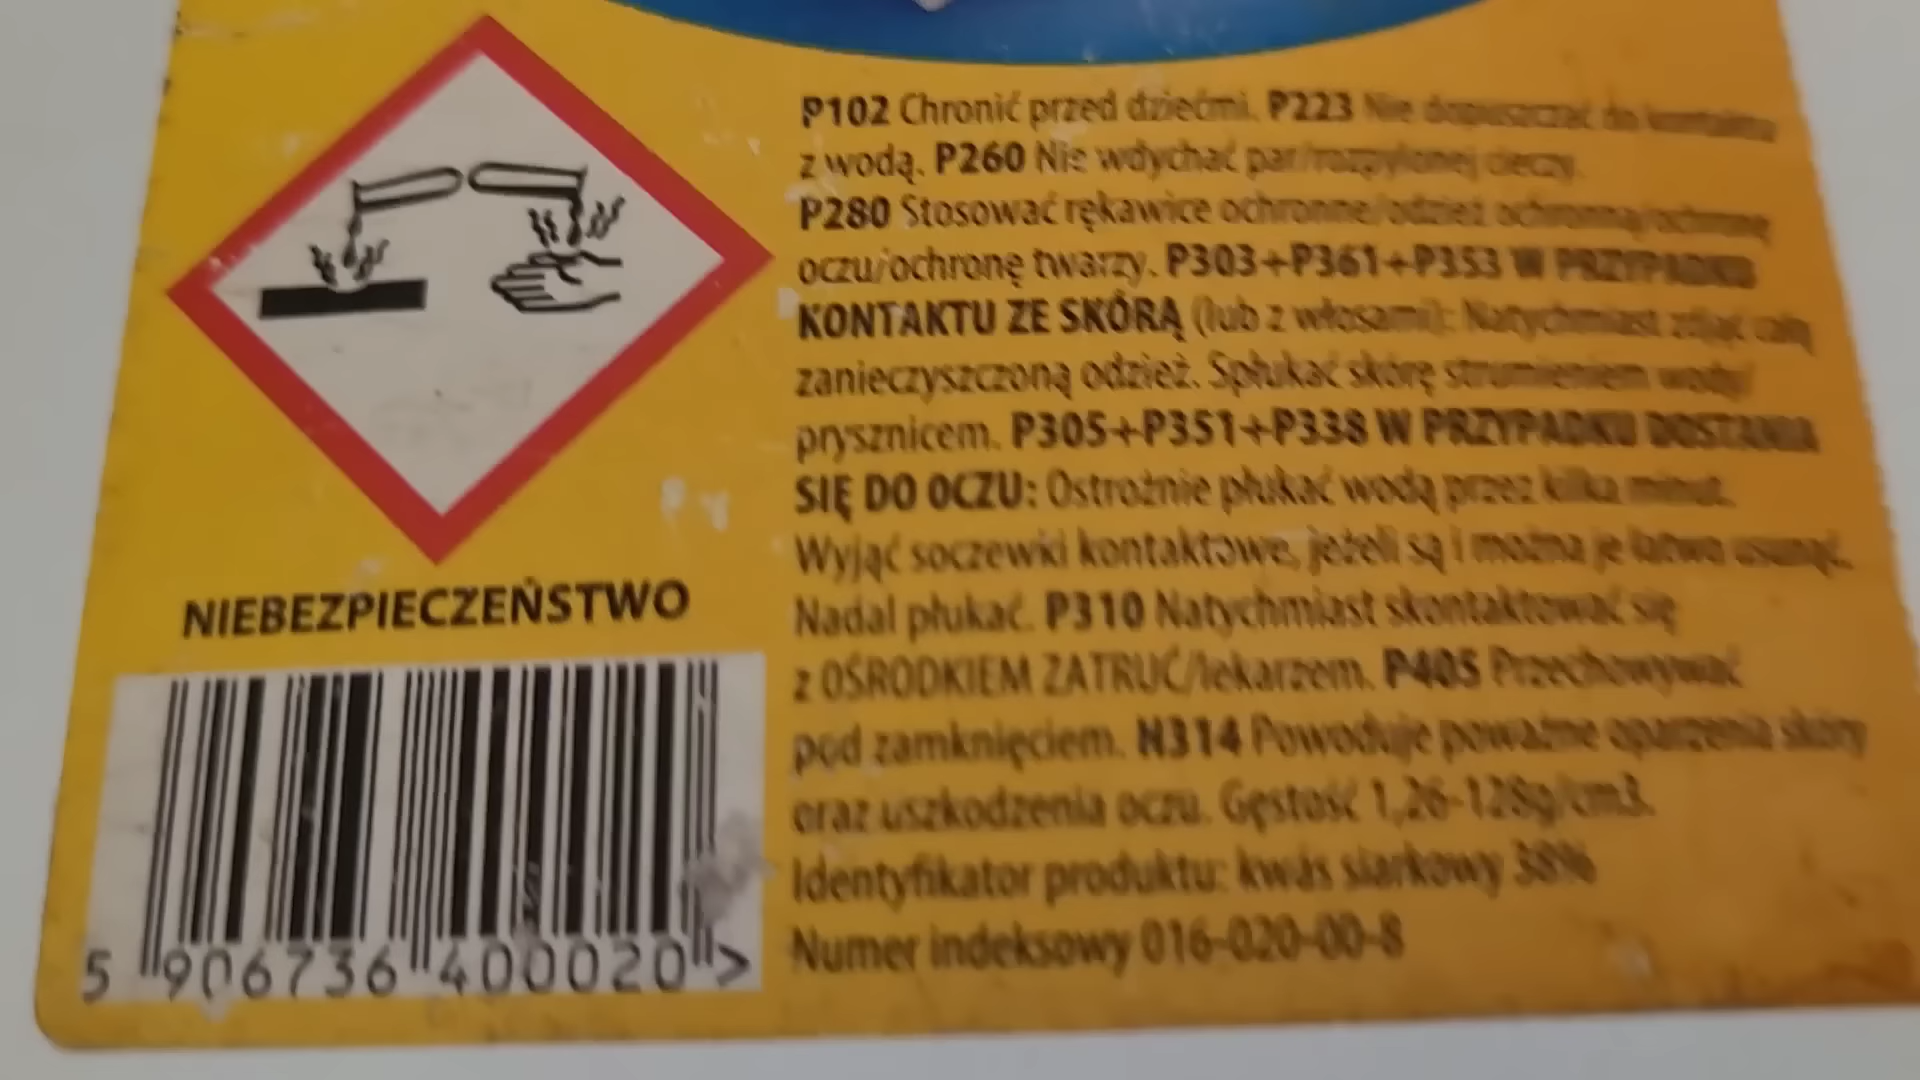 P102 Chronić przed dziećmi. P223 Nie dopuszczać do kontaktu
z wodą. P260 Nie wdychać par/rozpylonej cieczy.
P280 Stosować rękawice ochronne/odzież ochronną/ochronę
oczu/ochronę twarzy. P303+P361+P353 W PRZYPADKU
KONTAKTU ZE SKÓRĄ (lub z włosami): Natychmiast zdjąć całą
zanieczyszczoną odzież. Spłukać skórę strumieniem wody/
prysznicem. P305+P351+P338 W PRZYPADKU DOSTANIA
SIĘ DO OCZU: Ostrożnie płukać wodą przez kilka minut.
Wyjąć soczewki kontaktowe, jeżeli są i można je łatwo usunąć.
Nadal płukać. P310 Natychmiast skontaktować się
z OŚRODKIEM ZATRUĆ/lekarzem. P405 Przechowywać
pod zamknięciem. H314 Powoduje poważne oparzenia skóry
oraz uszkodzenia oczu. Gęstość 1,26-128g/cm3.
Identyfikator produktu: kwas siarkowy 38%
Numer indeksowy 016-020-00-8
NIEBEZPIECZEŃSTWO
5 906736 400020 >